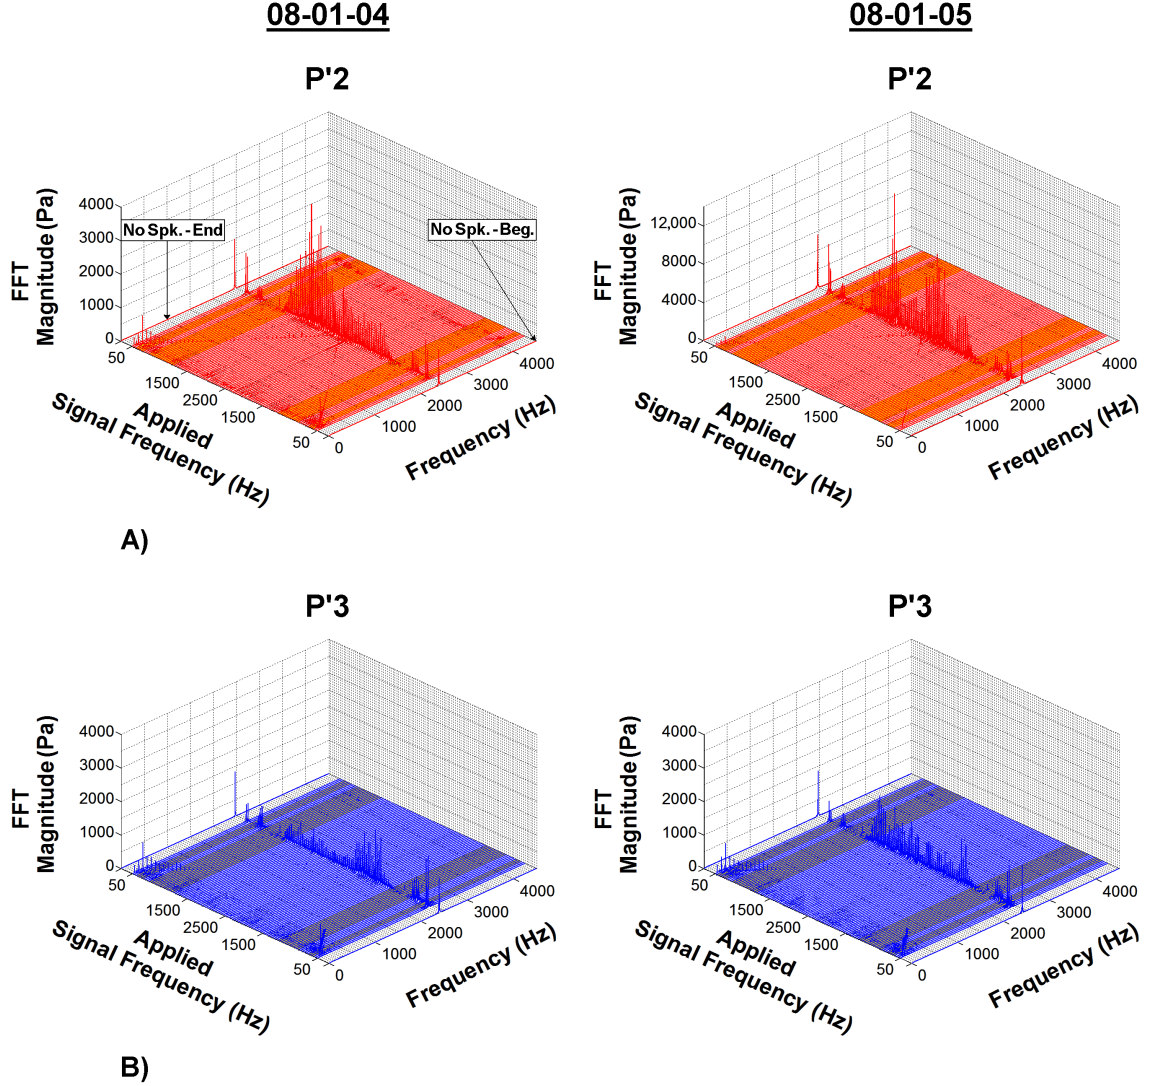 08-01-04
08-01-05
P'2
P'2
FFT
Magnitude (Pa)
4000
3000
2000
1000
0
No Spk. - End
No Spk. - Beg.
50
1500
2500
1500
50
Applied
Signal Frequency (Hz)
0
1000
2000
3000
4000
Frequency (Hz)
FFT
Magnitude (Pa)
12,000
8000
4000
0
50
1500
2500
1500
50
Applied
Signal Frequency (Hz)
0
1000
2000
3000
4000
Frequency (Hz)
A)
P'3
P'3
FFT
Magnitude (Pa)
4000
3000
2000
1000
0
50
1500
2500
1500
50
Applied
Signal Frequency (Hz)
0
1000
2000
3000
4000
Frequency (Hz)
FFT
Magnitude (Pa)
4000
3000
2000
1000
0
50
1500
2500
1500
50
Applied
Signal Frequency (Hz)
0
1000
2000
3000
4000
Frequency (Hz)
B)